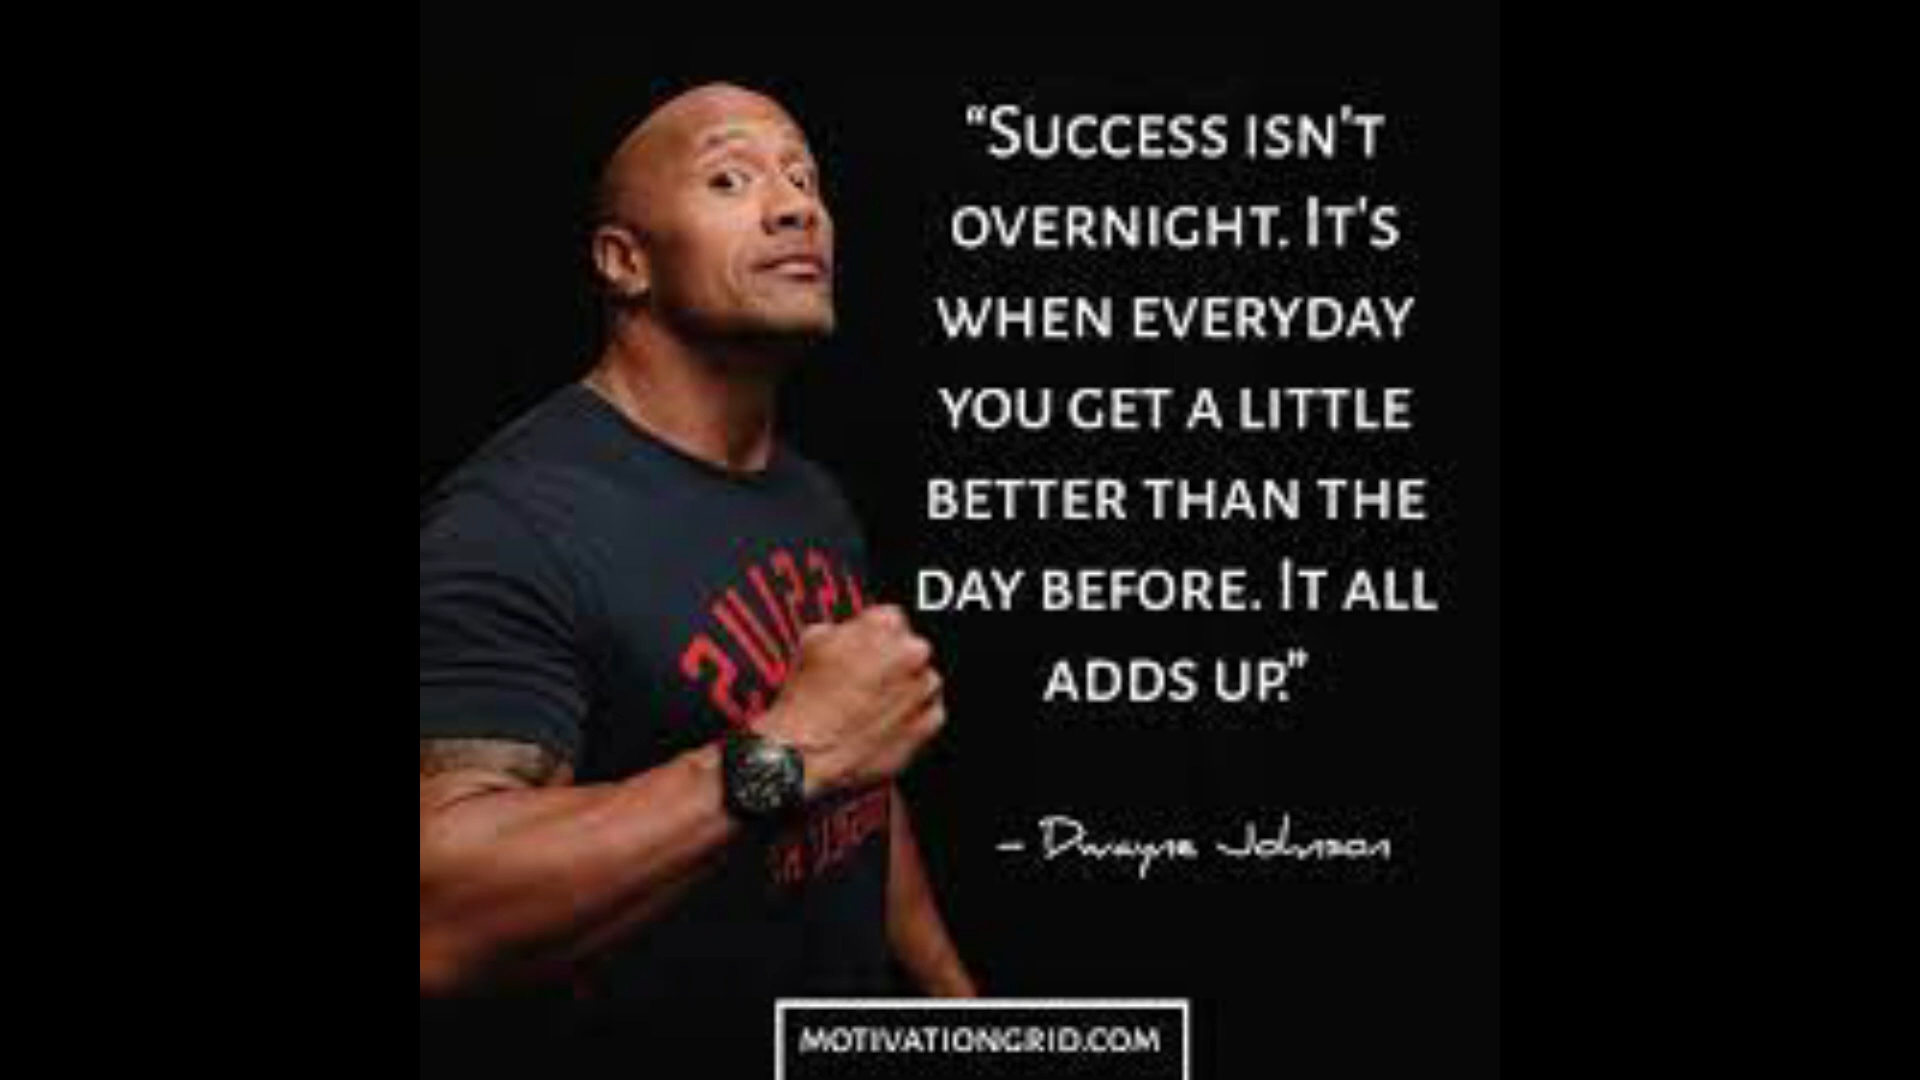 “Success isn't
overnight. It's
when everyday
you get a little
better than the
day before. It all
adds up.”
– Dwayne Johnson
MOTIVATIONGRID.COM